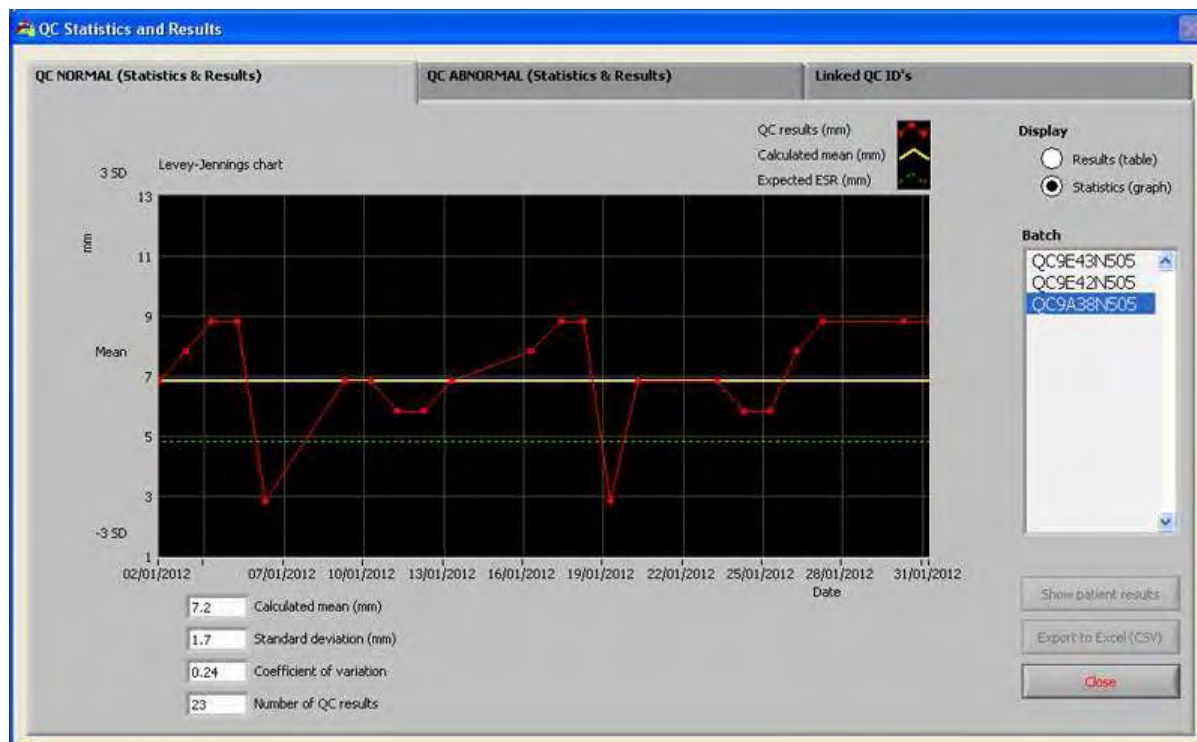 QC Statistics and Results
QC NORMAL (Statistics & Results)
QC ABNORMAL (Statistics & Results)
Linked QC ID's
QC results (mm)
Calculated mean (mm)
Expected ESR (mm)
Levey-Jennings chart
3 SD
mm
Mean
-3 SD
13
11
9
7
5
3
1
02/01/2012 07/01/2012 10/01/2012 13/01/2012 16/01/2012 19/01/2012 22/01/2012 25/01/2012 28/01/2012 31/01/2012
Date
7.2 Calculated mean (mm)
1.7 Standard deviation (mm)
0.24 Coefficient of variation
23 Number of QC results
Display
Results (table)
Statistics (graph)
Batch
QC9E43N505
QC9E42N505
QC9A38N505
Show patient results
Export to Excel (CSV)
Close